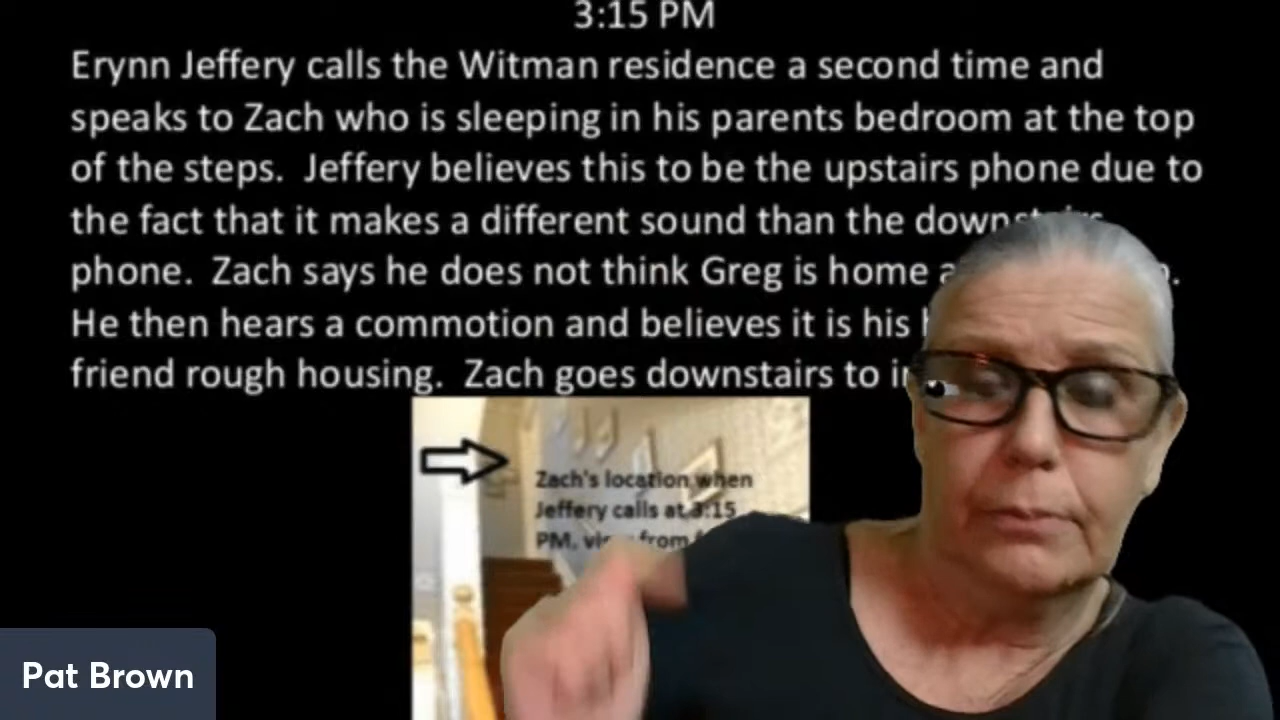 3:15 PM
Erynn Jeffery calls the Witman residence a second time and
speaks to Zach who is sleeping in his parents bedroom at the top
of the steps.  Jeffery believes this to be the upstairs phone due to
the fact that it makes a different sound than the downstairs
phone.  Zach says he does not think Greg is home
He then hears a commotion and believes it is his
friend rough housing.  Zach goes downstairs to
Zach's location when
Jeffery calls at 3:15
PM, from
Pat Brown